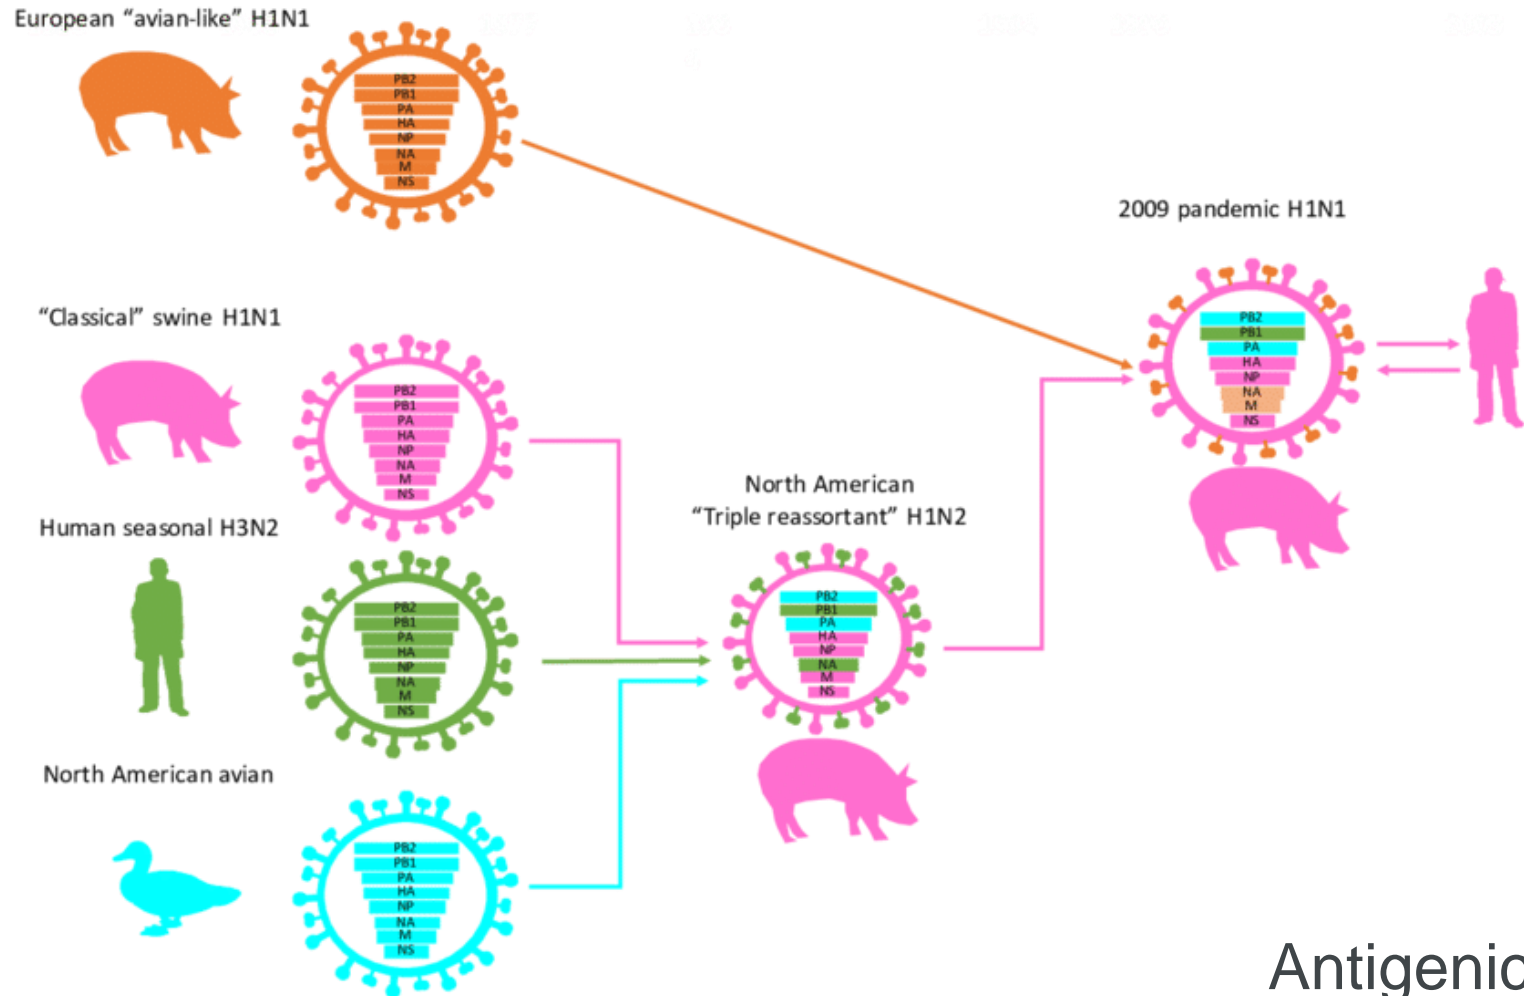 European “avian-like” H1N1
PB2
PB1
PA
HA
NP
NA
M
NS
2009 pandemic H1N1
PB2
PB1
PA
HA
NP
NA
M
NS
“Classical” swine H1N1
PB2
PB1
PA
HA
NP
NA
M
NS
North American
“Triple reassortant” H1N2
PB2
PB1
PA
HA
NP
NA
M
NS
Human seasonal H3N2
PB2
PB1
PA
HA
NP
NA
M
NS
North American avian
PB2
PB1
PA
HA
NP
NA
M
NS
Antigenic